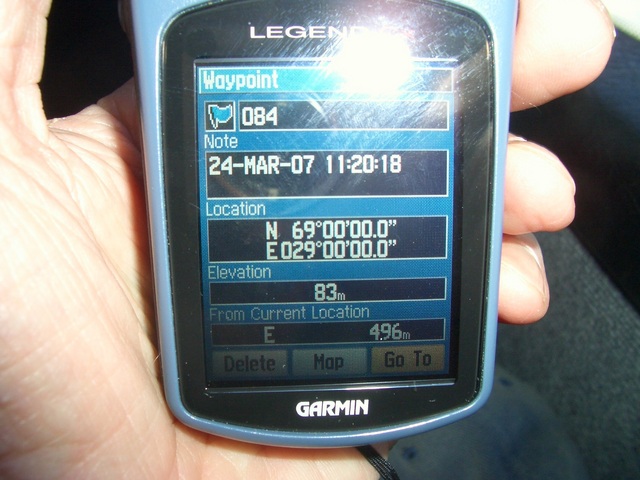 LEGEND
Waypoint
084
Note
24-MAR-07 11:20:18
Location
N 69°00'00.0"
E029°00'00.0"
Elevation
83m
From Current Location
E 496m
Delete Map Go To
GARMIN